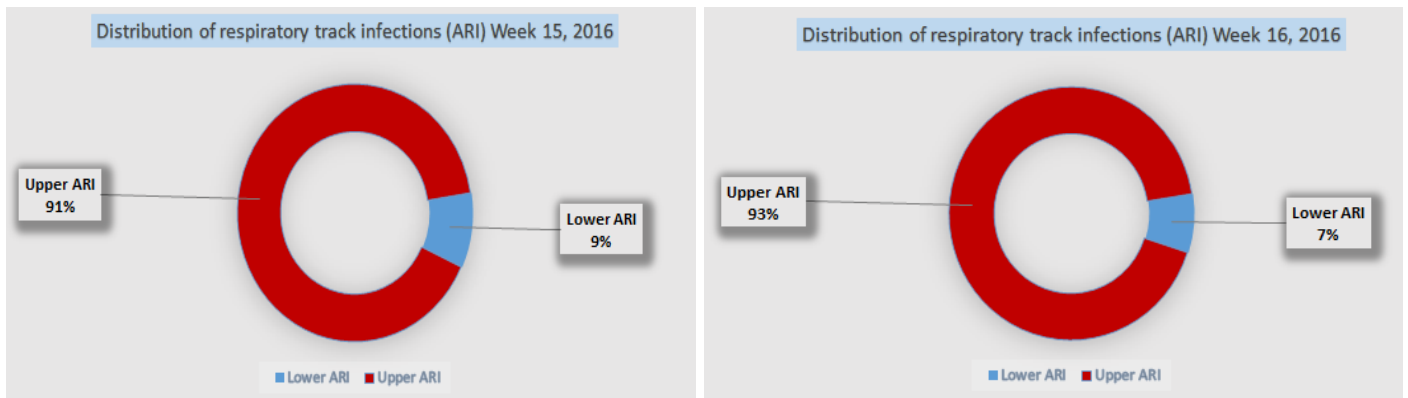 Distribution of respiratory track infections (ARI) Week 15, 2016
Upper ARI
91%
Lower ARI
9%
Lower ARI Upper ARI
Distribution of respiratory track infections (ARI) Week 16, 2016
Upper ARI
93%
Lower ARI
7%
Lower ARI Upper ARI